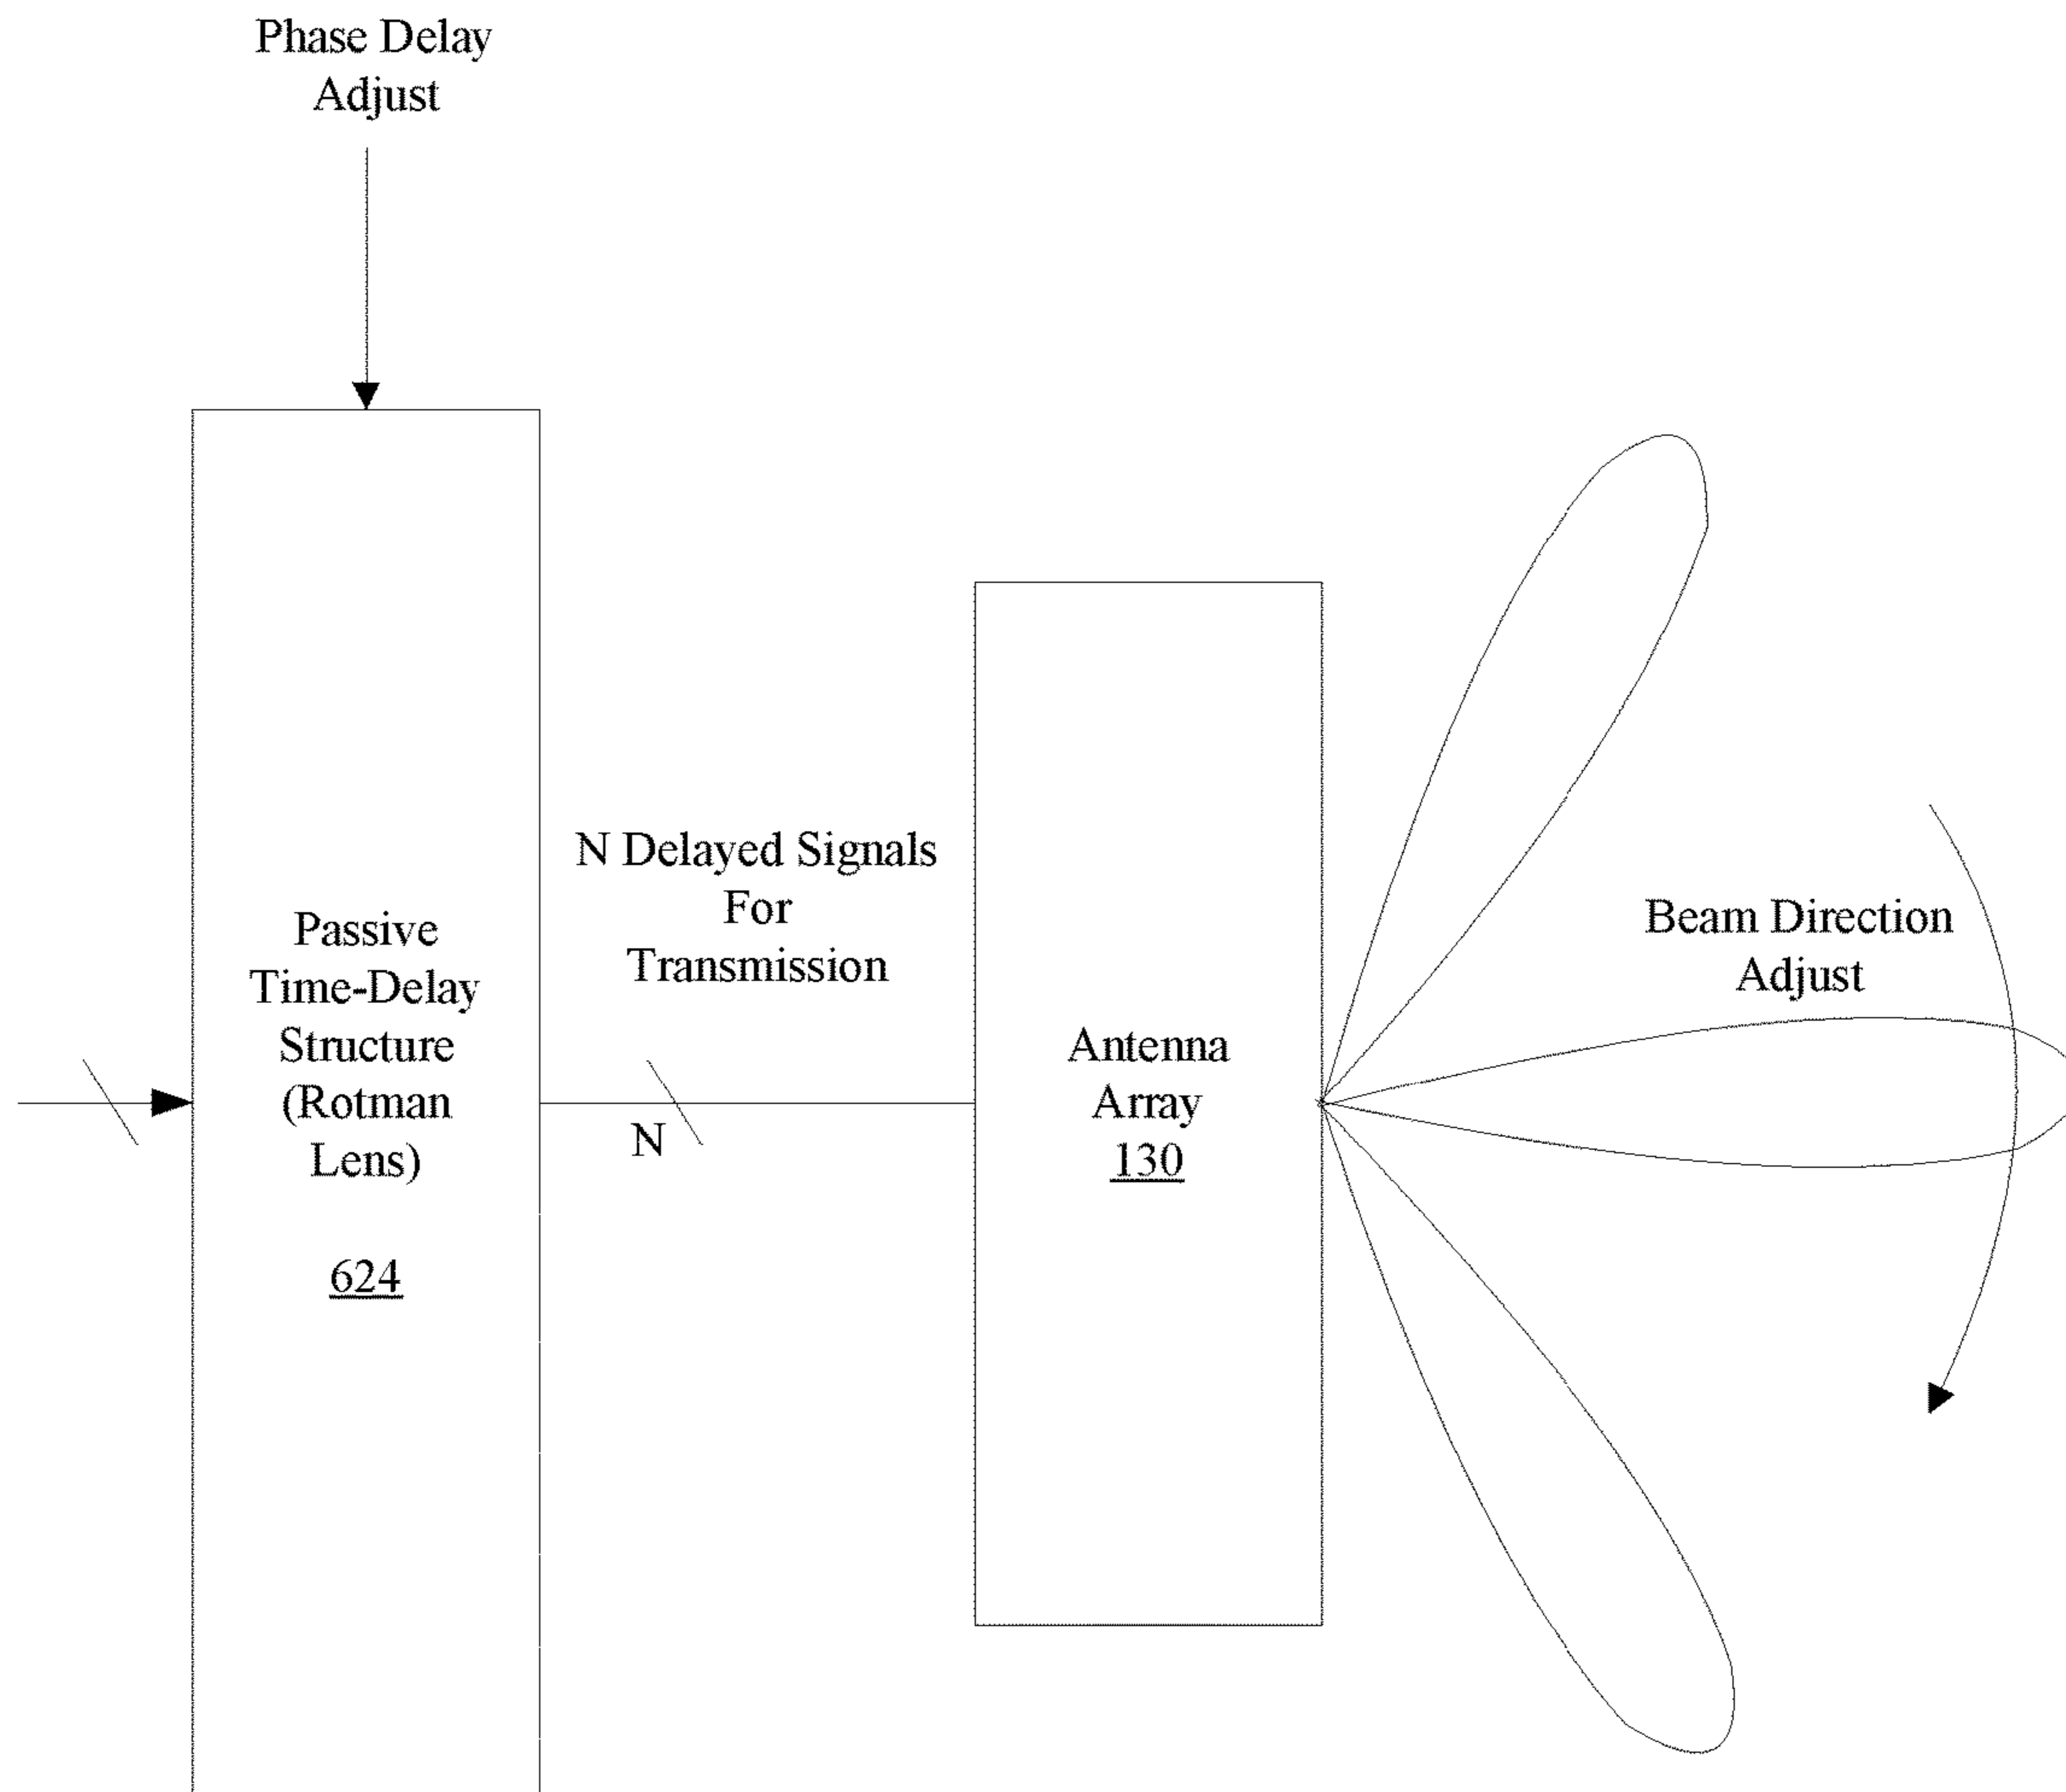 Phase Delay
Adjust
Passive
Time-Delay
Structure
(Rotman
Lens)
624
N Delayed Signals
For
Transmission
N
Antenna
Array
130
Beam Direction
Adjust